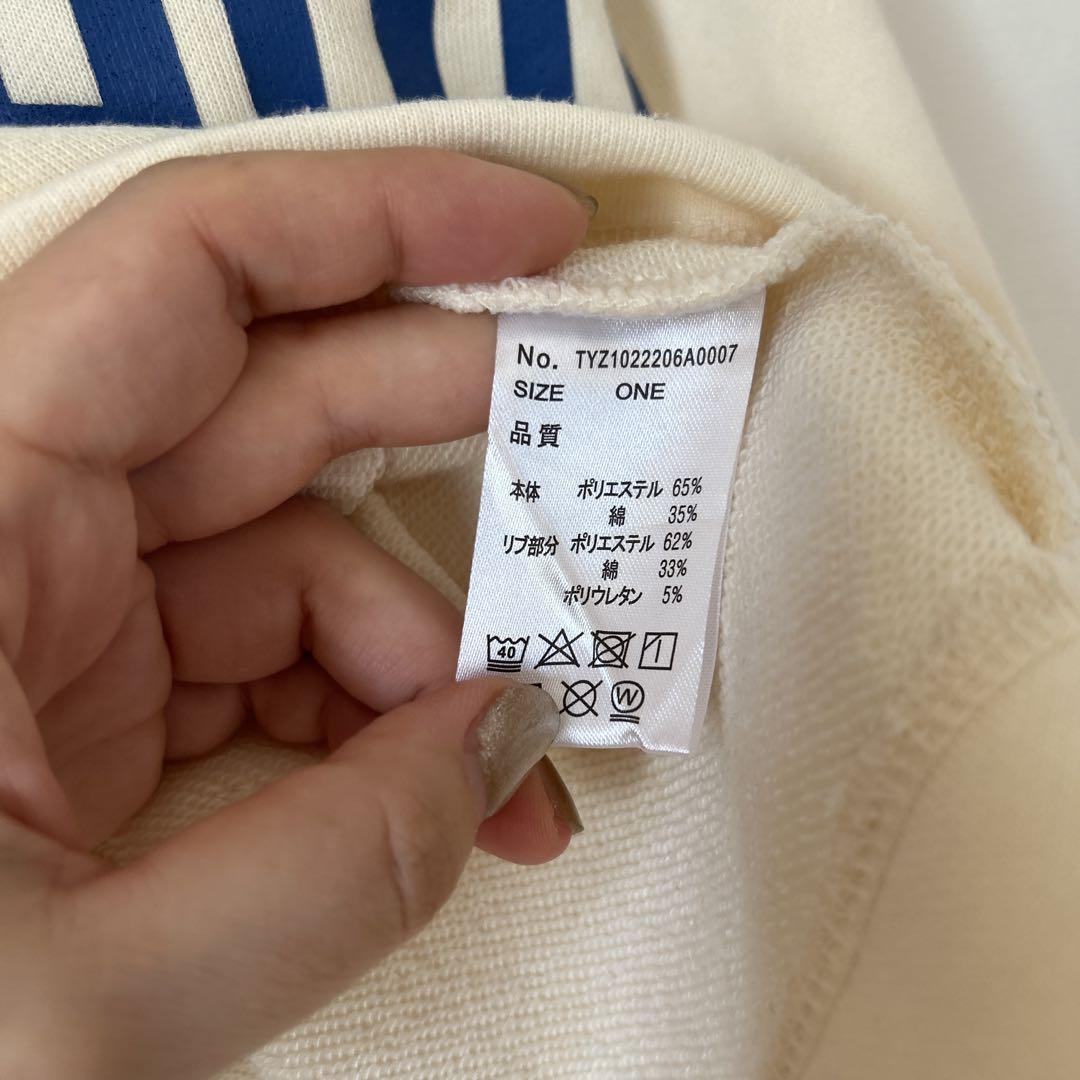 No. TYZ1022206A0007
SIZE ONE
品質
本体 ポリエステル 65%
綿 35%
リブ部分 ポリエステル 62%
綿 33%
ポリウレタン 5%
40
W